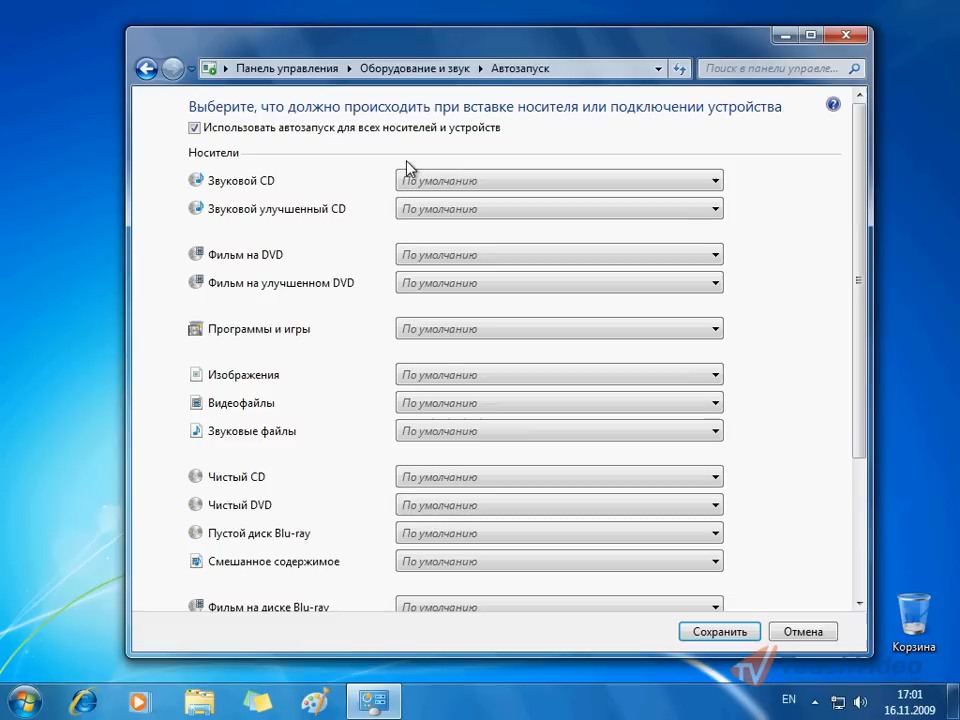 Панель управления
Оборудование и звук
Автозапуск
Поиск в панели управле...
Выберите, что должно происходить при вставке носителя или подключении устройства
Использовать автозапуск для всех носителей и устройств
Носители
Звуковой CD
По умолчанию
Звуковой улучшенный CD
По умолчанию
Фильм на DVD
По умолчанию
Фильм на улучшенном DVD
По умолчанию
Программы и игры
По умолчанию
Изображения
По умолчанию
Видеофайлы
По умолчанию
Звуковые файлы
По умолчанию
Чистый CD
По умолчанию
Чистый DVD
По умолчанию
Пустой диск Blu-ray
По умолчанию
Смешанное содержимое
По умолчанию
Фильм на диске Blu-ray
По умолчанию
Сохранить
Отмена
Корзина
TV TeachVideo
EN
17:01
16.11.2009